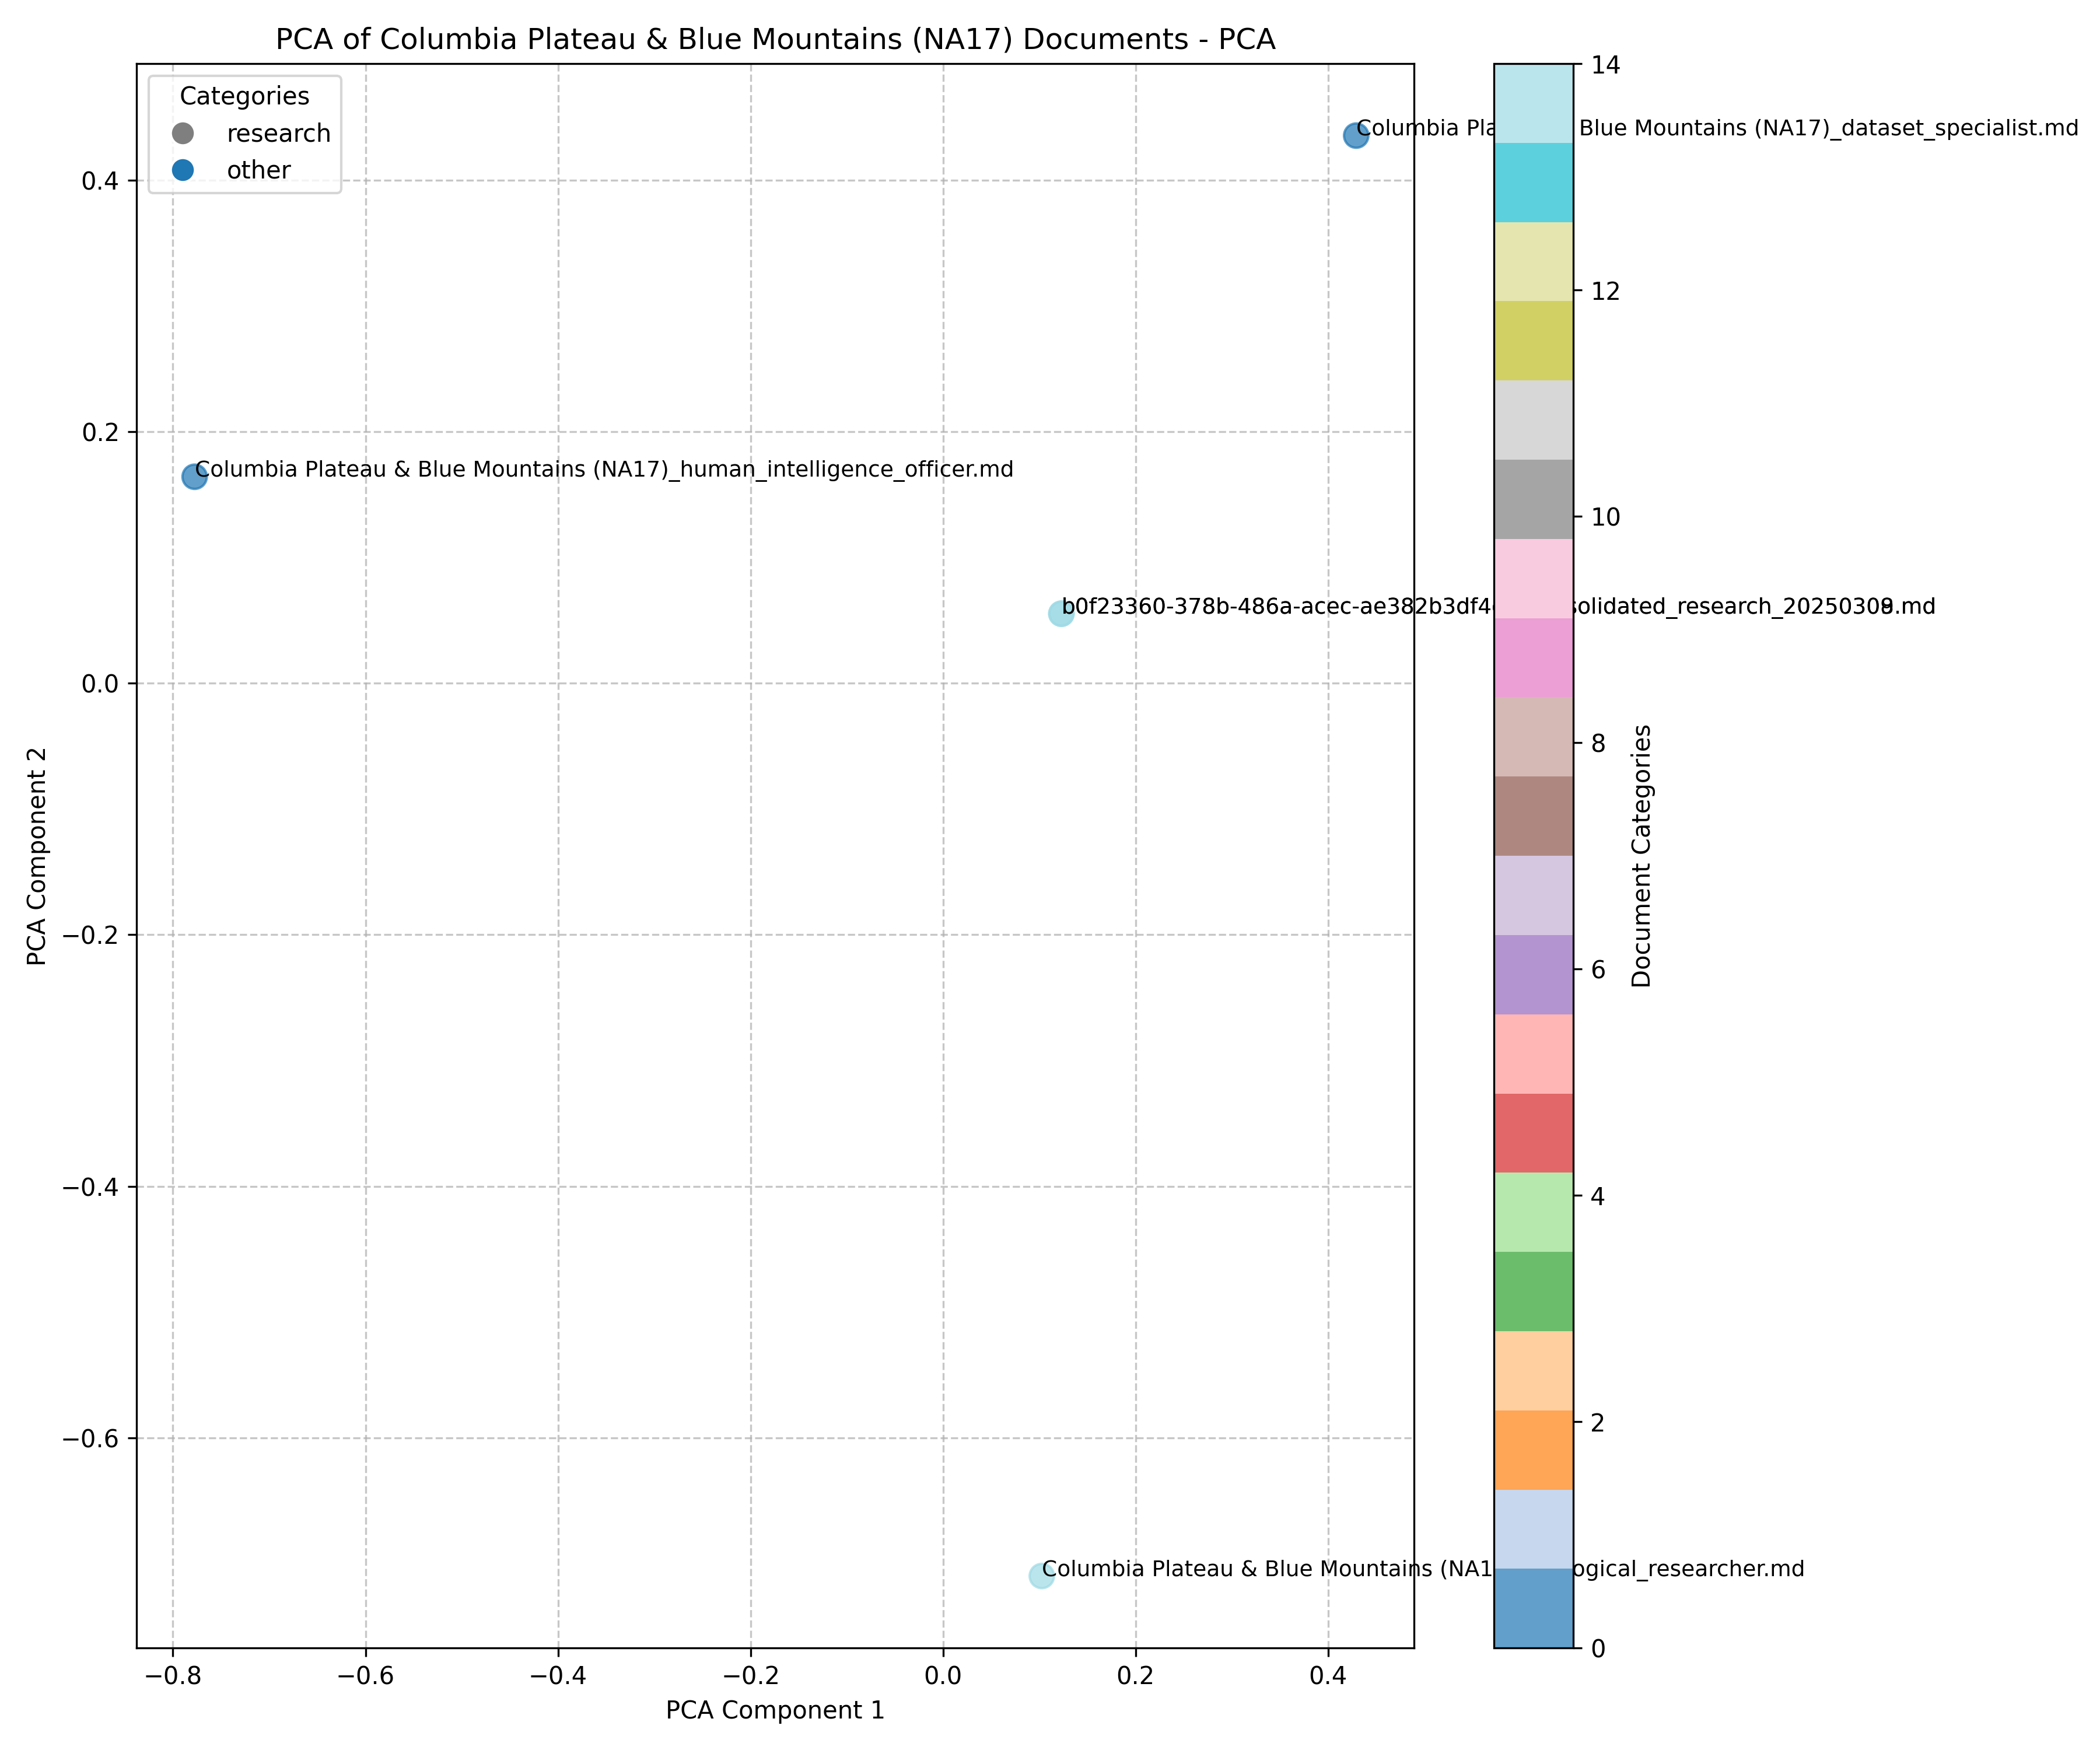 PCA of Columbia Plateau & Blue Mountains (NA17) Documents - PCA
Categories
research
other
Columbia Pla Blue Mountains (NA17)_dataset_specialist.md
Columbia Plateau & Blue Mountains (NA17)_human_intelligence_officer.md
b0f23360-378b-486a-acec-ae382b3df4 solidated_research_2025030 .md
Columbia Plateau & Blue Mountains (NA1 ogical_researcher.md
PCA Component 2
0.4
0.2
0.0
−0.2
−0.4
−0.6
−0.8
−0.6
−0.4
−0.2
0.0
0.2
0.4
PCA Component 1
14
12
10
8
6
4
2
0
Document Categories